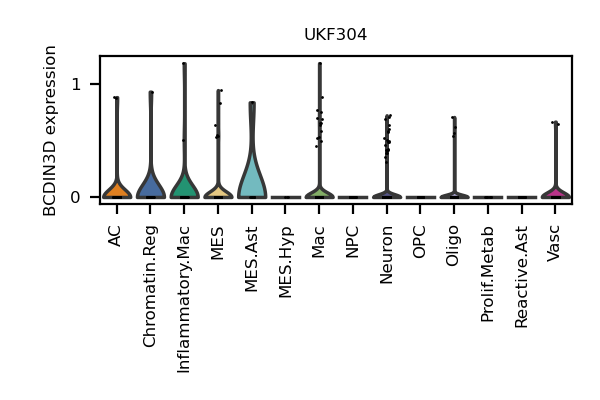 UKF304
BCDIN3D expression
1
0
AC
Chromatin.Reg
Inflammatory.Mac
MES
MES.Ast
MES.Hyp
Mac
NPC
Neuron
OPC
Oligo
Prolif.Metab
Reactive.Ast
Vasc